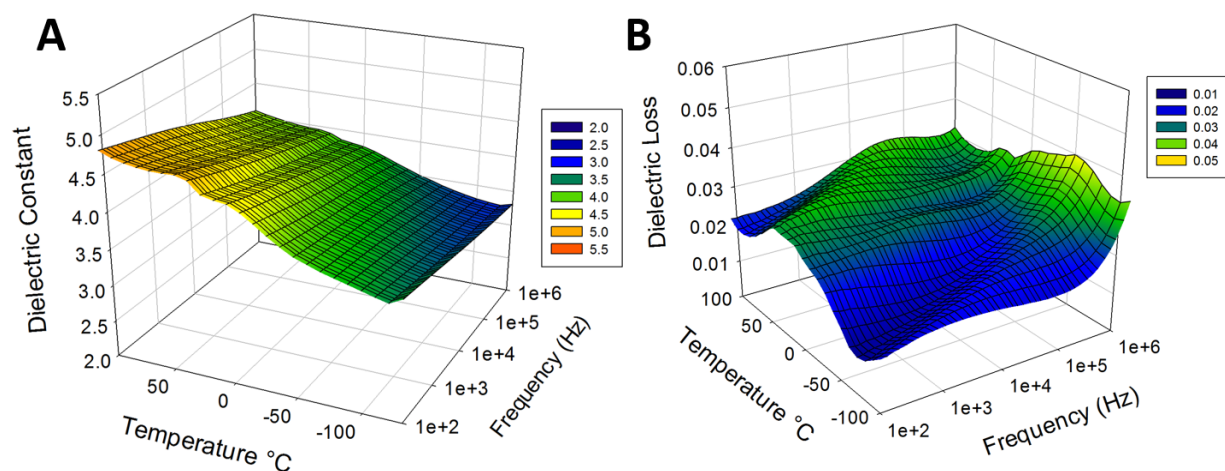 A
5.5
5.0
4.5
4.0
3.5
3.0
2.5
2.0
Dielectric Constant
50
0
-50
-100
Temperature °C
1e+2
1e+3
1e+4
1e+5
1e+6
Frequency (Hz)
2.0
2.5
3.0
3.5
4.0
4.5
5.0
5.5
B
0.06
0.05
0.04
0.03
0.02
0.01
Dielectric Loss
100
50
0
-50
-100
Temperature °C
1e+2
1e+3
1e+4
1e+5
1e+6
Frequency (Hz)
0.01
0.02
0.03
0.04
0.05